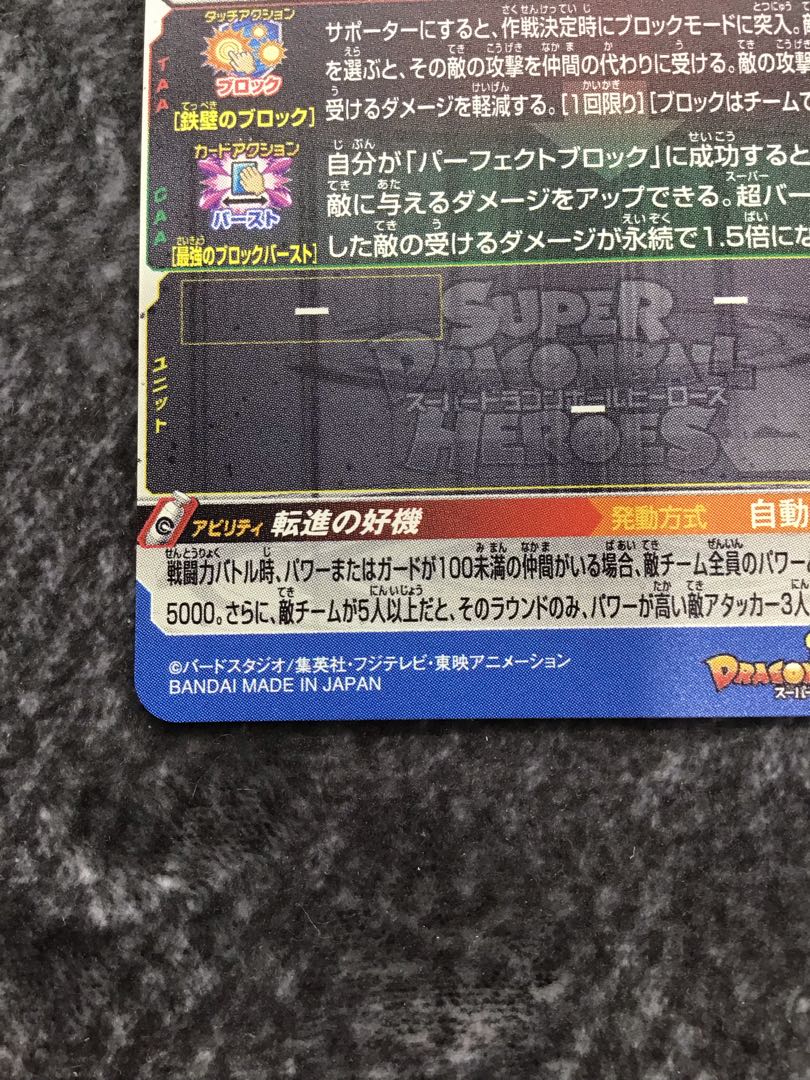 タッチアクション
ブロック
[鉄壁のブロック]
TAA
サポーターにすると、作戦決定時にブロックモードに突入。
を選ぶと、その敵の攻撃を仲間の代わりに受ける。敵の攻撃
受けるダメージを軽減する。[1回限り][ブロックはチームで
カードアクション
バースト
[最強のブロックバースト]
CAA
自分が「パーフェクトブロック」に成功すると
敵に与えるダメージをアップできる。超バー
した敵の受けるダメージが永続で1.5倍にな
ユニット
ー
ー
ー
SUPER
DRAGONBALL
スーパードラゴンボールヒーローズ
HEROES
アビリティ 転進の好機 発動方式 自動
戦闘力バトル時、パワーまたはガードが100未満の仲間がいる場合、敵チーム全員のパワー
5000。さらに、敵チームが5人以上だと、そのラウンドのみ、パワーが高い敵アタッカー3人
©バードスタジオ/集英社・フジテレビ・東映アニメーション
BANDAI MADE IN JAPAN
DRAGON
スーパー